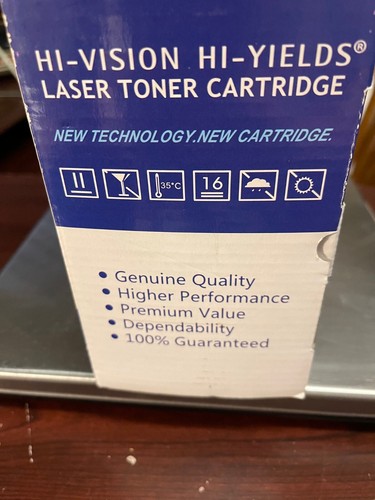 HI-VISION HI-YIELDS®
LASER TONER CARTRIDGE
NEW TECHNOLOGY.NEW CARTRIDGE.
35°C 16
• Genuine Quality
• Higher Performance
• Premium Value
• Dependability
• 100% Guaranteed